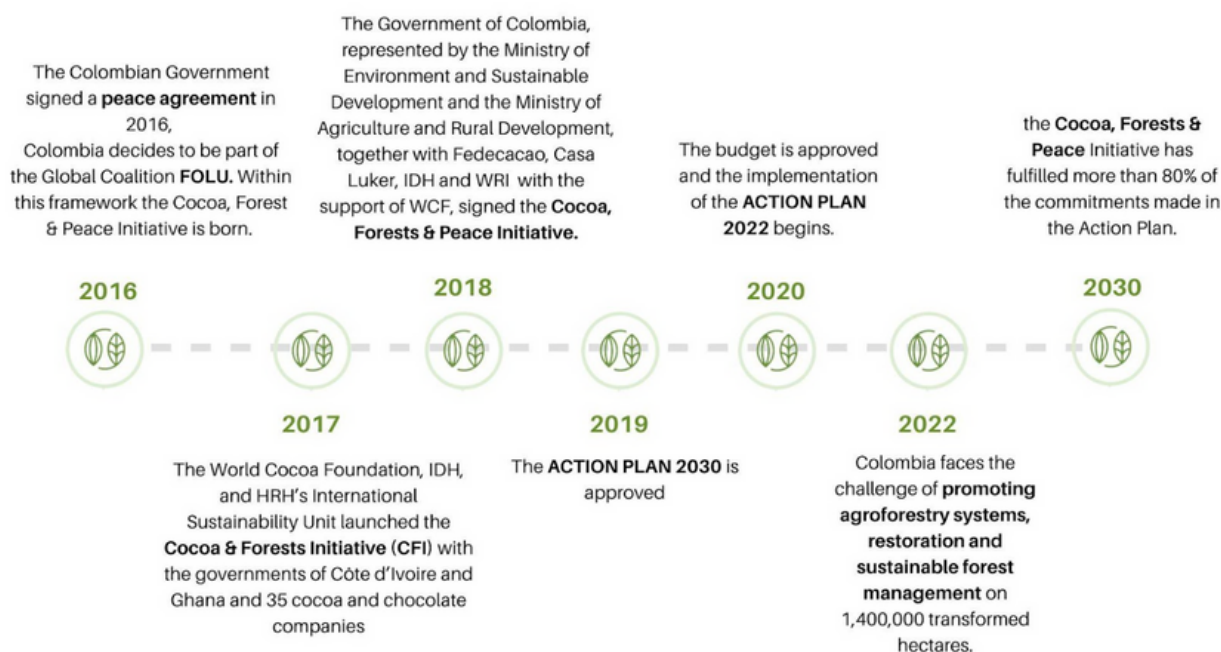 The Colombian Government
signed a peace agreement in
2016,
Colombia decides to be part of
the Global Coalition FOLU. Within
this framework the Cocoa, Forest
& Peace Initiative is born.
2016
The World Cocoa Foundation, IDH,
and HRH's International
Sustainability Unit launched the
Cocoa & Forests Initiative (CFI) with
the governments of Côte d'Ivoire and
Ghana and 35 cocoa and chocolate
companies
2017
The Government of Colombia,
represented by the Ministry of
Environment and Sustainable
Development and the Ministry of
Agriculture and Rural Development,
together with Fedecacao, Casa
Luker, IDH and WRI with the
support of WCF, signed the Cocoa,
Forests & Peace Initiative.
2018
2019
The ACTION PLAN 2030 is
approved
The budget is approved
and the implementation
of the ACTION PLAN
2022 begins.
2020
2022
Colombia faces the
challenge of promoting
agroforestry systems,
restoration and
sustainable forest
management on
1,400,000 transformed
hectares.
the Cocoa, Forests &
Peace Initiative has
fulfilled more than 80% of
the commitments made in
the Action Plan.
2030